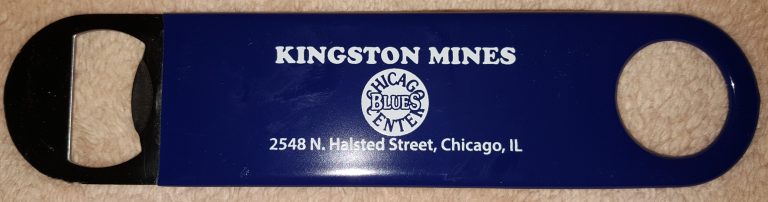 KINGSTON MINES
CHICAGO
BLUES
CENTER
2548 N. Halsted Street, Chicago, IL